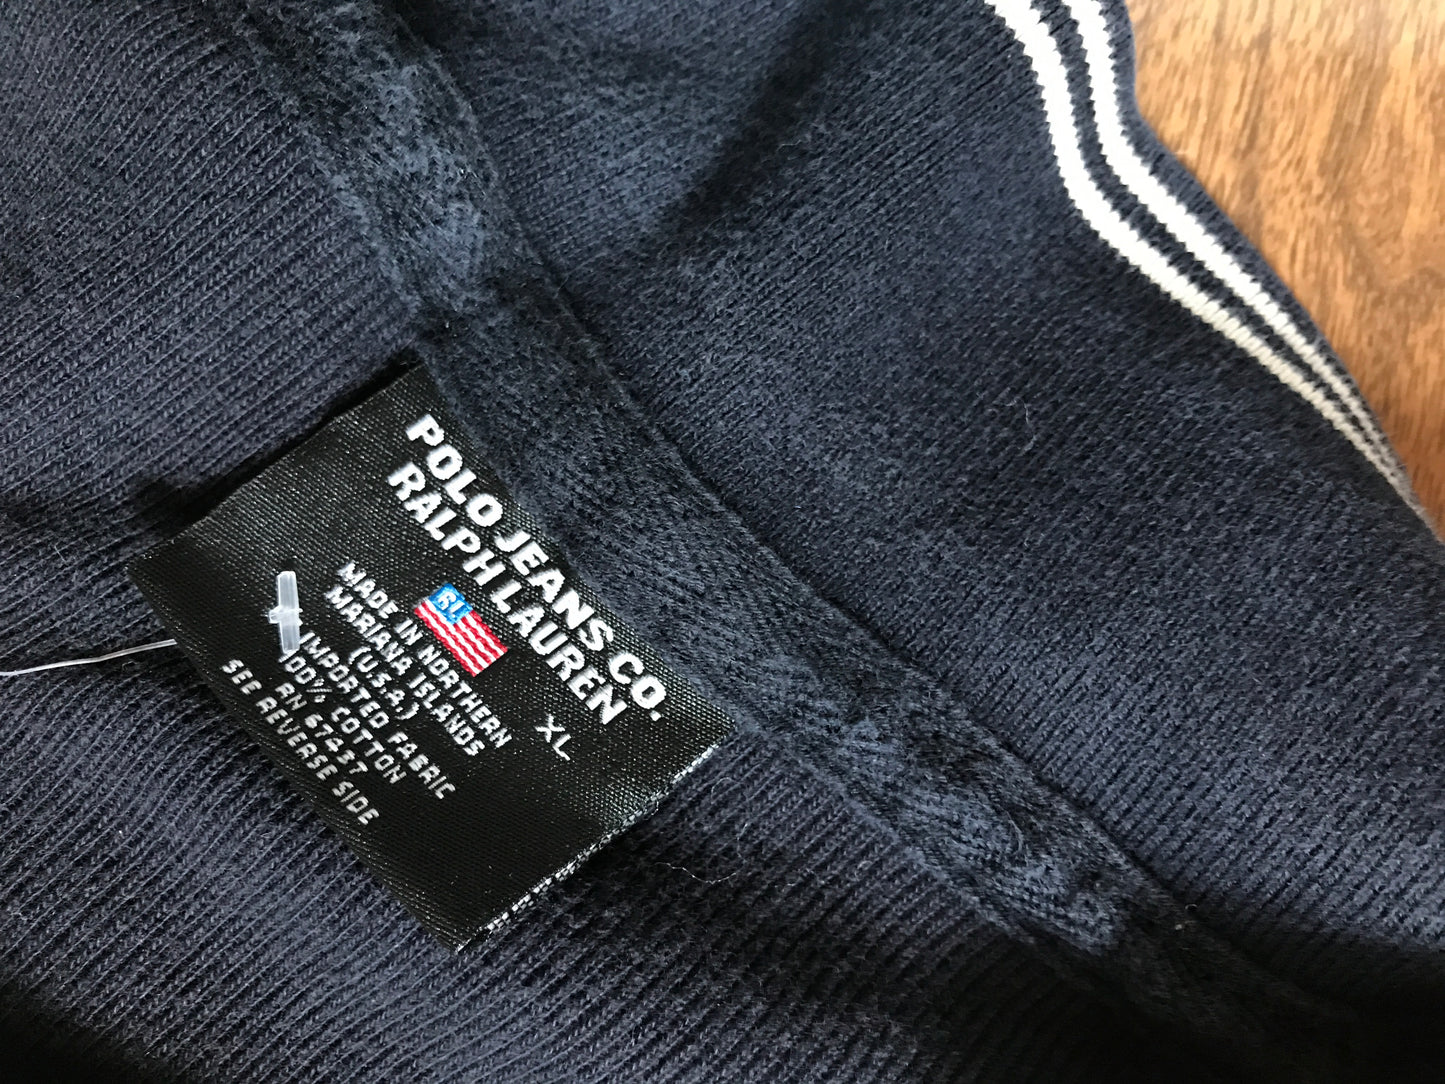 POLO JEANS CO.
RALPH LAUREN
RL
XL
MADE IN NORTHERN
MARIANA ISLANDS
(U.S.A.)
IMPORTED FABRIC
100% COTTON
RN 67437
SEE REVERSE SIDE